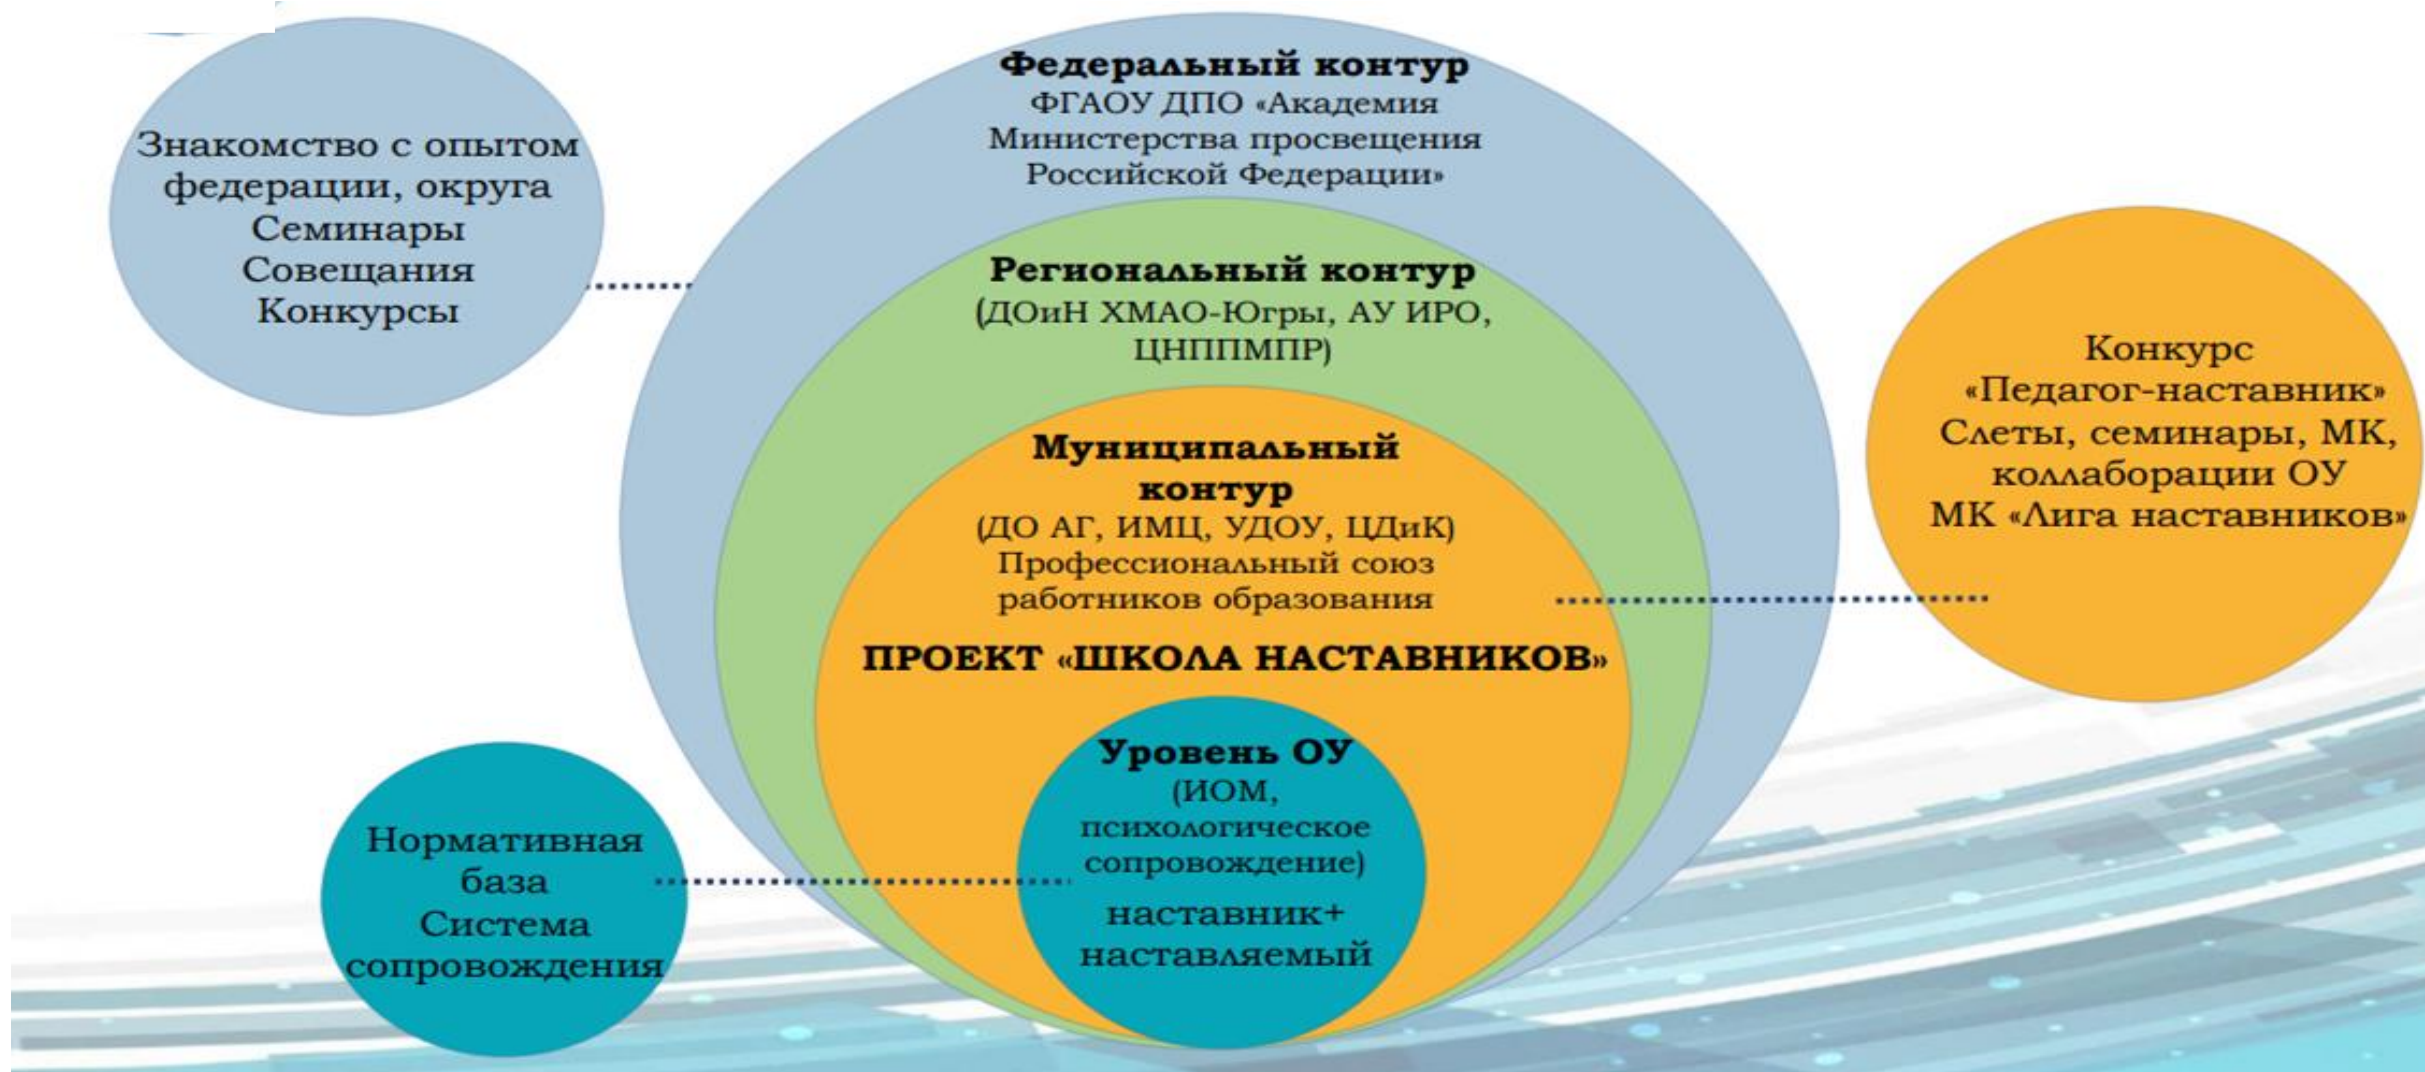 Знакомство с опытом
федерации, округа
Семинары
Совещания
Конкурсы
Федеральный контур
ФГАОУ ДПО «Академия
Министерства просвещения
Российской Федерации»
Региональный контур
(ДОиН ХМАО-Югры, АУ ИРО,
ЦНППМПР)
Муниципальный
контур
(ДО АГ, ИМЦ, УДОУ, ЦДиК)
Профессиональный союз
работников образования
ПРОЕКТ «ШКОЛА НАСТАВНИКОВ»
Уровень ОУ
(ИОМ,
психологическое
сопровождение)
наставник+
наставляемый
Конкурс
«Педагог-наставник»
Слеты, семинары, МК,
коллаборации ОУ
МК «Лига наставников»
Нормативная
база
Система
сопровождения